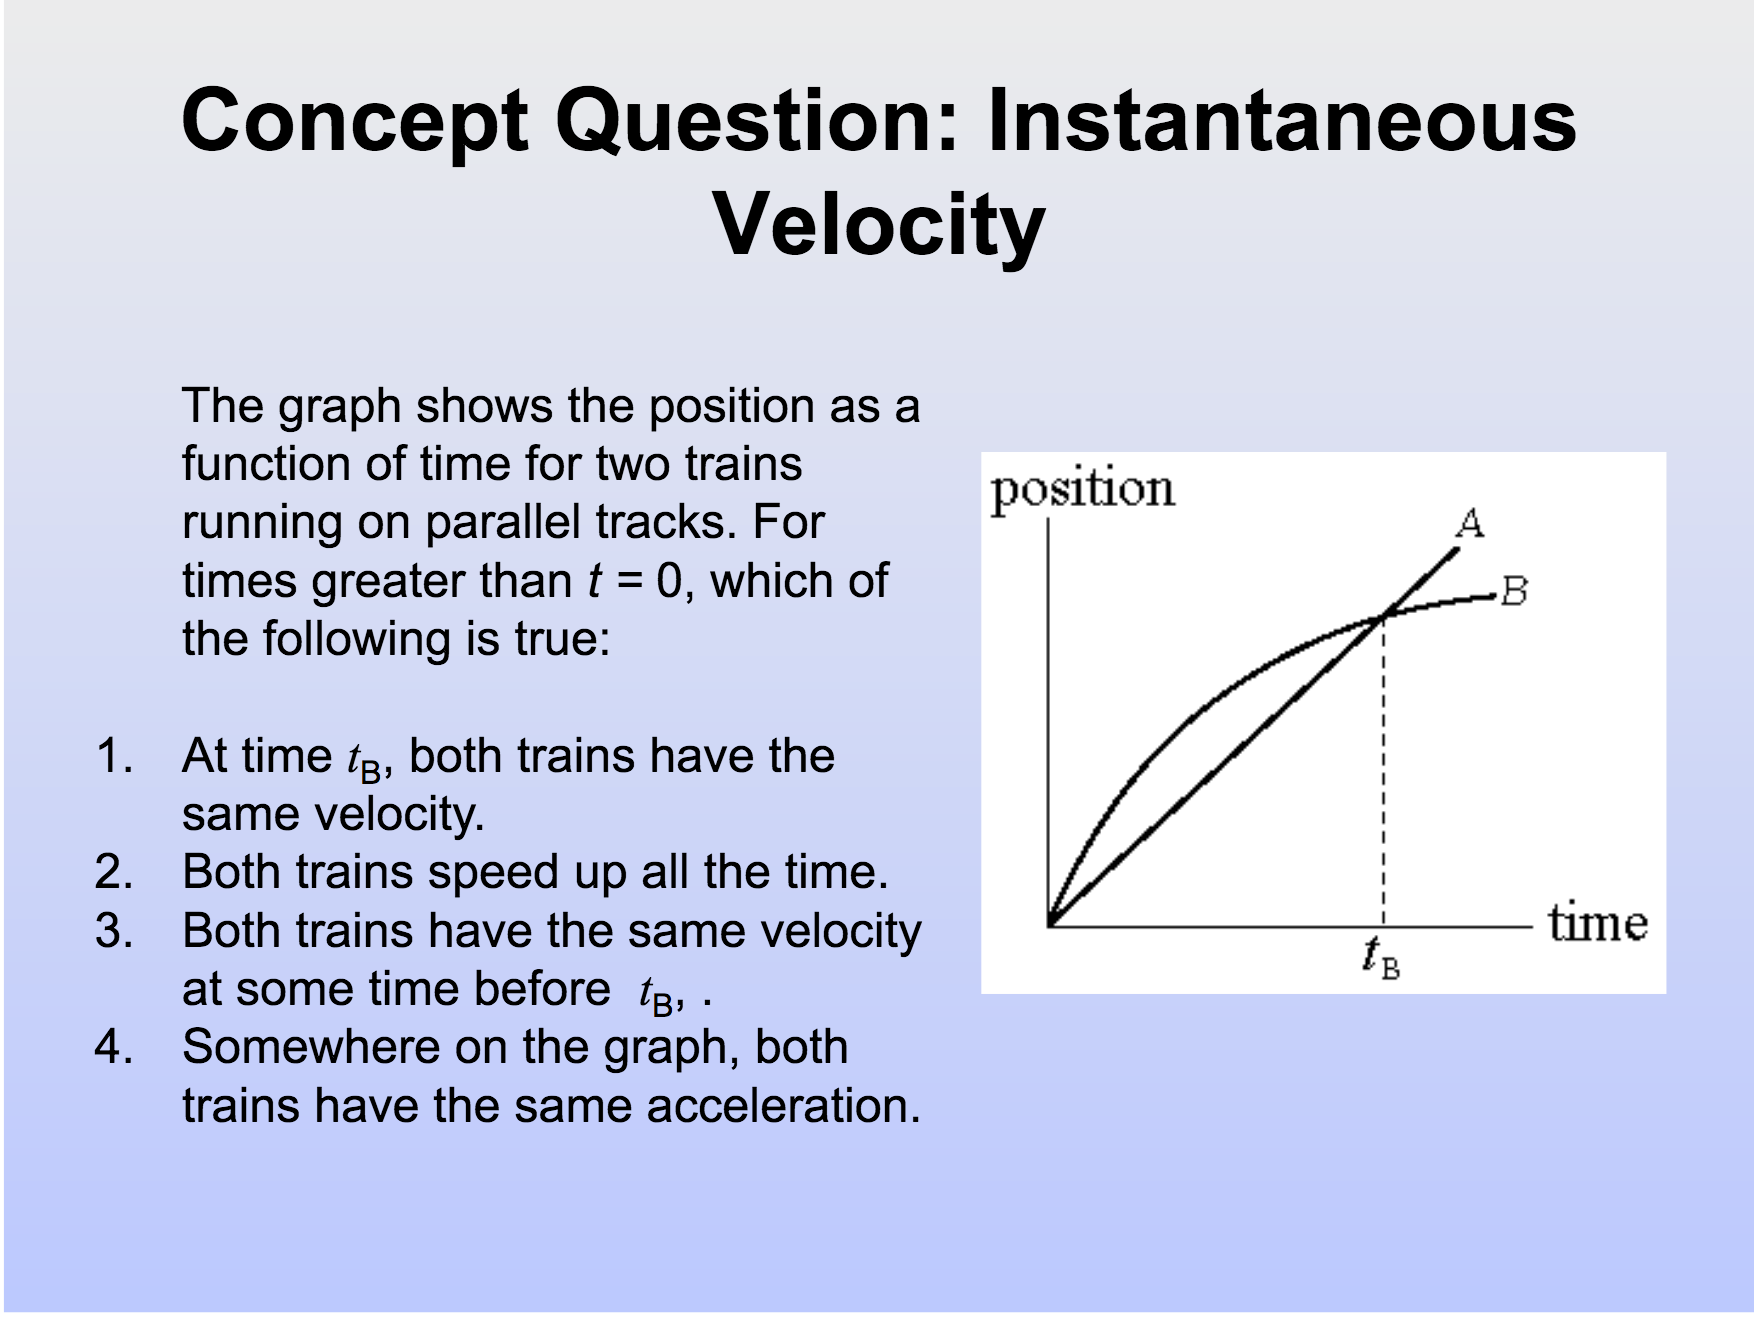 Concept Question: Instantaneous
Velocity
The graph shows the position as a
function of time for two trains
running on parallel tracks. For
times greater than t = 0, which of
the following is true:
1. At time tB, both trains have the
same velocity.
2. Both trains speed up all the time.
3. Both trains have the same velocity
at some time before tB, .
4. Somewhere on the graph, both
trains have the same acceleration.
position
A
B
time
tB